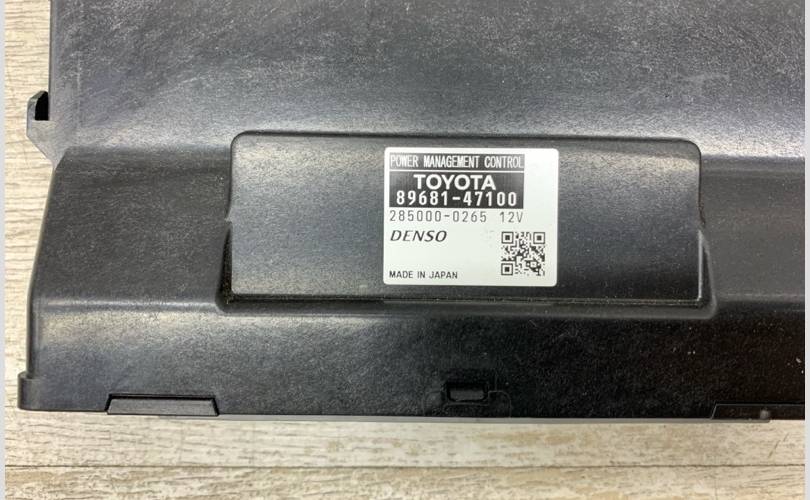 POWER MANAGEMENT CONTROL
TOYOTA
89681-47100
285000-0265 12V
DENSO
MADE IN JAPAN